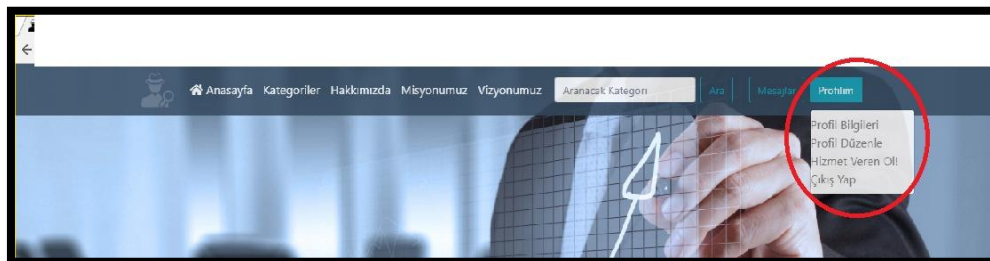 Anasayfa Kategoriler Hakkımızda Misyonumuz Vizyonumuz Aranacak Kategori Ara Mesajlar Profilim
Profil Bilgileri
Profil Düzenle
Hizmet Veren Ol!
Çıkış Yap